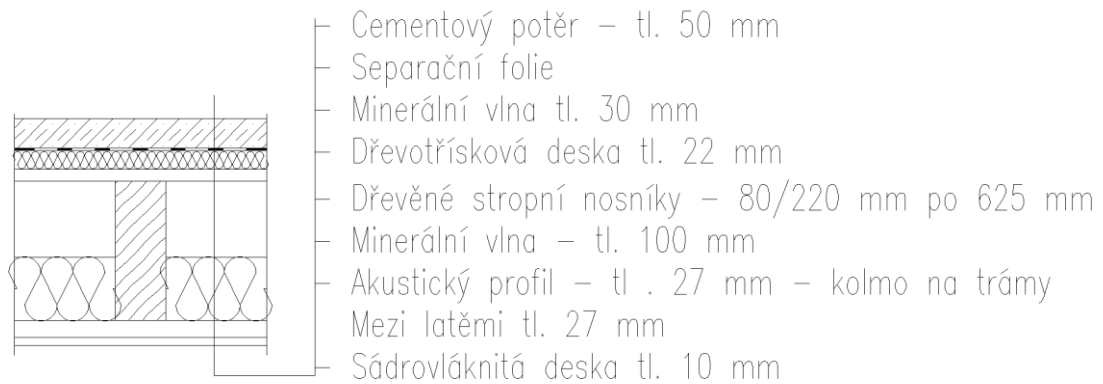 Cementový potěr – tl. 50 mm
Separační folie
Minerální vlna tl. 30 mm
Dřevotřísková deska tl. 22 mm
Dřevěné stropní nosníky – 80/220 mm po 625 mm
Minerální vlna – tl. 100 mm
Akustický profil – tl . 27 mm – kolmo na trámy
Mezi latěmi tl. 27 mm
Sádrovláknitá deska tl. 10 mm